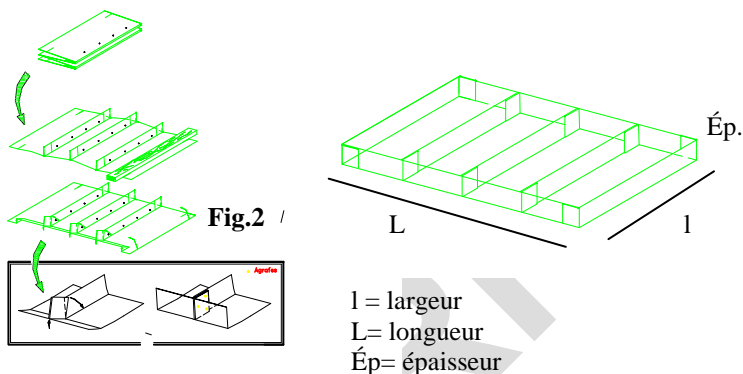 Ép.
Fig.2
L
l
Agrafes
l = largeur
L= longueur
Ép= épaisseur